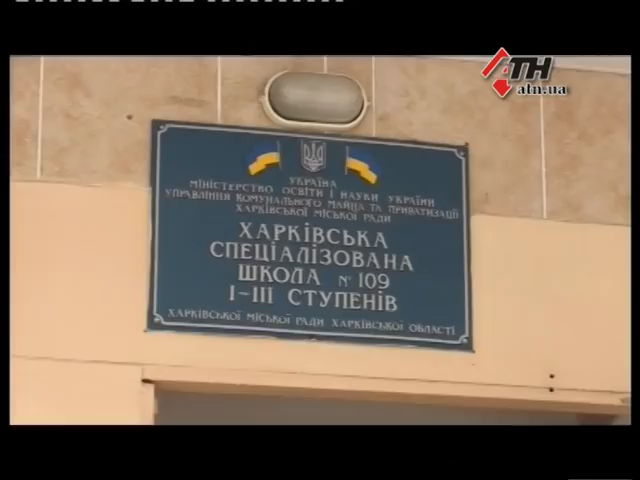 АТН
atn.ua
УКРАЇНА
МІНІСТЕРСТВО ОСВІТИ І НАУКИ УКРАЇНИ
УПРАВЛІННЯ КОМУНАЛЬНОГО МАЙНА ТА ПРИВАТИЗАЦІЇ
ХАРКІВСЬКОЇ МІСЬКОЇ РАДИ
ХАРКІВСЬКА
СПЕЦІАЛІЗОВАНА
ШКОЛА № 109
І-ІІІ СТУПЕНІВ
ХАРКІВСЬКОЇ МІСЬКОЇ РАДИ ХАРКІВСЬКОЇ ОБЛАСТІ